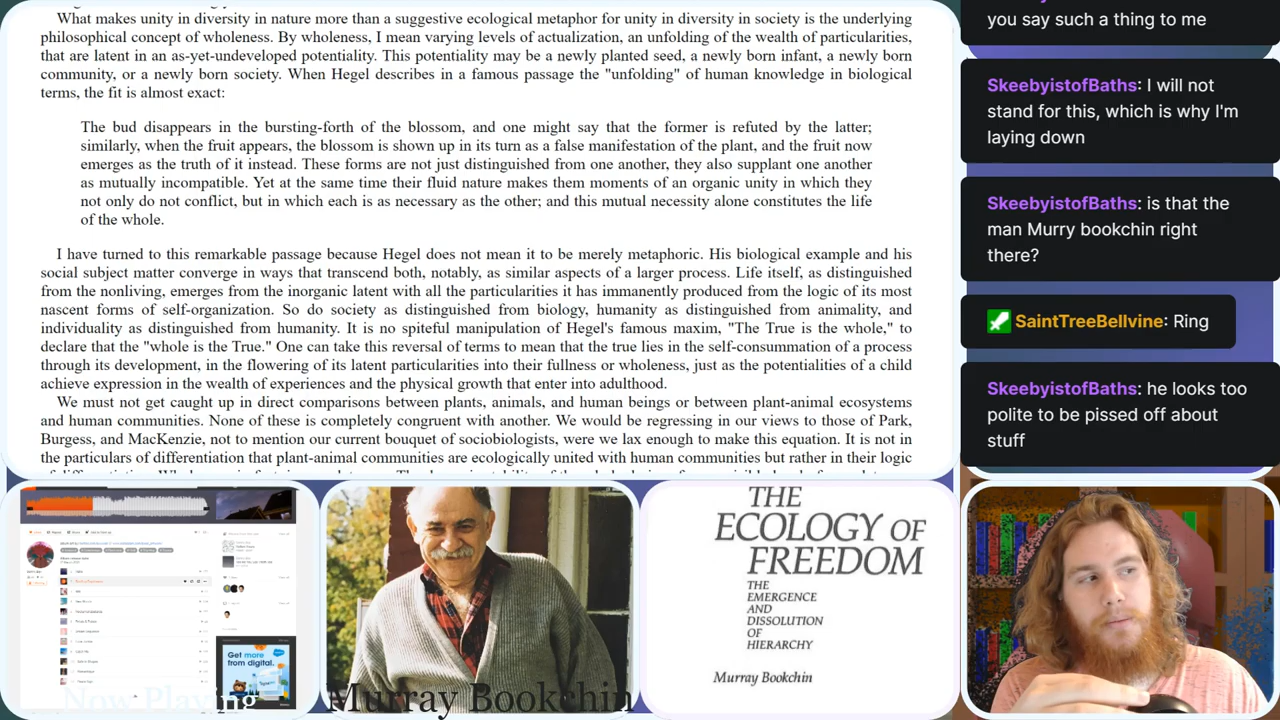 What makes unity in diversity in nature more than a suggestive ecological metaphor for unity in diversity in society is the underlying
philosophical concept of wholeness. By wholeness, I mean varying levels of actualization, an unfolding of the wealth of particularities,
that are latent in an as-yet-undeveloped potentiality. This potentiality may be a newly planted seed, a newly born infant, a newly born
community, or a newly born society. When Hegel describes in a famous passage the "unfolding" of human knowledge in biological
terms, the fit is almost exact:
The bud disappears in the bursting-forth of the blossom, and one might say that the former is refuted by the latter;
similarly, when the fruit appears, the blossom is shown up in its turn as a false manifestation of the plant, and the fruit now
emerges as the truth of it instead. These forms are not just distinguished from one another, they also supplant one another
as mutually incompatible. Yet at the same time their fluid nature makes them moments of an organic unity in which they
not only do not conflict, but in which each is as necessary as the other; and this mutual necessity alone constitutes the life
of the whole.
I have turned to this remarkable passage because Hegel does not mean it to be merely metaphoric. His biological example and his
social subject matter converge in ways that transcend both, notably, as similar aspects of a larger process. Life itself, as distinguished
from the nonliving, emerges from the inorganic latent with all the particularities it has immanently produced from the logic of its most
nascent forms of self-organization. So do society as distinguished from biology, humanity as distinguished from animality, and
individuality as distinguished from humanity. It is no spiteful manipulation of Hegel's famous maxim, "The True is the whole," to
declare that the "whole is the True." One can take this reversal of terms to mean that the true lies in the self-consummation of a process
through its development, in the flowering of its latent particularities into their fullness or wholeness, just as the potentialities of a child
achieve expression in the wealth of experiences and the physical growth that enter into adulthood.
We must not get caught up in direct comparisons between plants, animals, and human beings or between plant-animal ecosystems
and human communities. None of these is completely congruent with another. We would be regressing in our views to those of Park,
Burgess, and MacKenzie, not to mention our current bouquet of sociobiologists, were we lax enough to make this equation. It is not in
the particulars of differentiation that plant-animal communities are ecologically united with human communities but rather in their logic
you say such a thing to me
SkeebyistofBaths: I will not
stand for this, which is why I'm
laying down
SkeebyistofBaths: is that the
man Murry bookchin right
there?
SaintTreeBellvine: Ring
SkeebyistofBaths: he looks too
polite to be pissed off about
stuff
Get more
from digital.
Now Playing
Murray Bookchin
THE
ECOLOGY OF
FREEDOM
THE
EMERGENCE
AND
DISSOLUTION
OF
HIERARCHY
Murray Bookchin